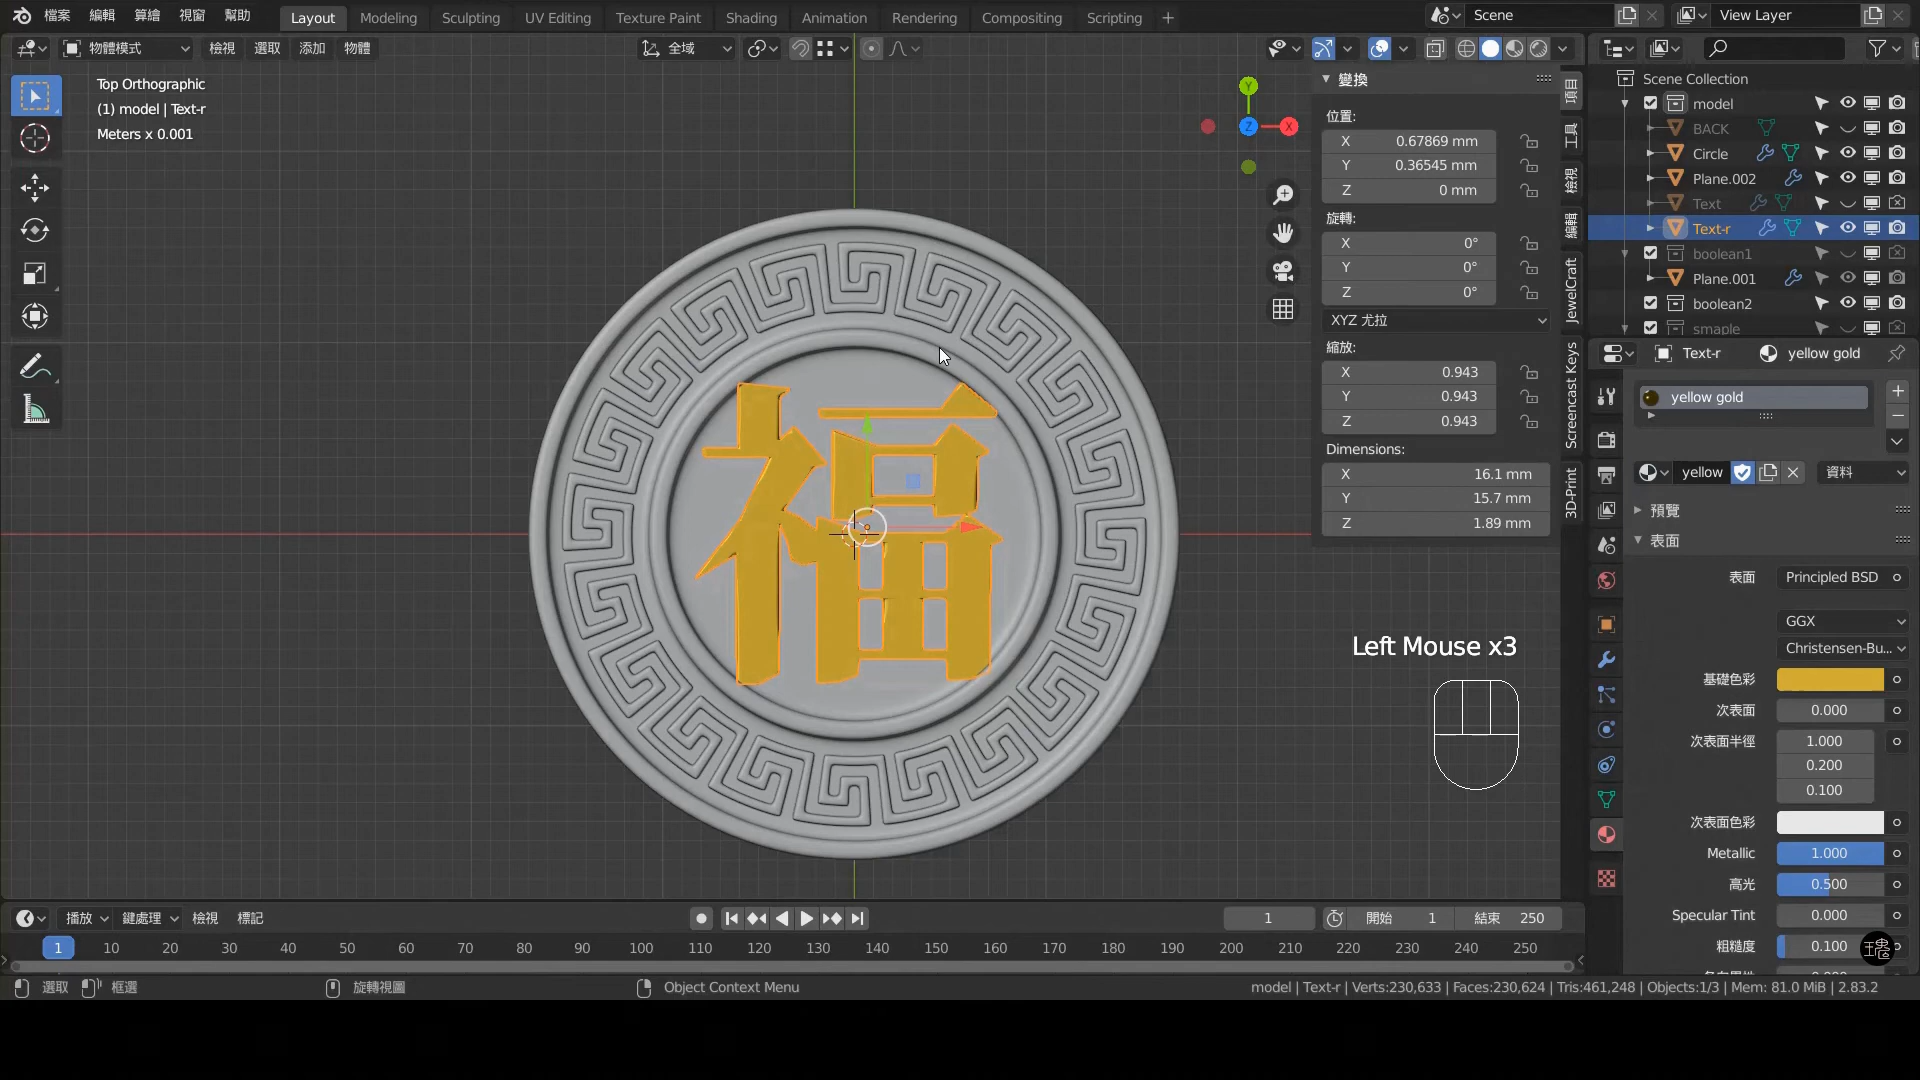 檔案 編輯 算繪 視窗 幫助 Layout Modeling Sculpting UV Editing Texture Paint Shading Animation Rendering Compositing Scripting + Scene View Layer
物體模式 檢視 選取 添加 物體 全域
Top Orthographic
(1) model | Text-r
Meters x 0.001
變換
位置:
X 0.67869 mm
Y 0.36545 mm
Z 0 mm
旋轉:
X 0°
Y 0°
Z 0°
XYZ 尤拉
縮放:
X 0.943
Y 0.943
Z 0.943
Dimensions:
X 16.1 mm
Y 15.7 mm
Z 1.89 mm
項目
工具
檢視
編輯
JewelCraft
Screencast Keys
3D-Print
Y
Z
X
福
Left Mouse x3
Scene Collection
model
BACK
Circle
Plane.002
Text
Text-r
boolean1
Plane.001
boolean2
smaple
Text-r yellow gold
yellow gold
yellow 資料
預覽
表面
表面 Principled BSD
GGX
Christensen-Bu...
基礎色彩
次表面 0.000
次表面半徑 1.000
0.200
0.100
次表面色彩
Metallic 1.000
高光 0.500
Specular Tint 0.000
粗糙度 0.100
播放 鍵處理 檢視 標記 1 開始 1 結束 250
1 10 20 30 40 50 60 70 80 90 100 110 120 130 140 150 160 170 180 190 200 210 220 230 240 250
選取 框選 旋轉視圖 Object Context Menu model | Text-r | Verts:230,633 | Faces:230,624 | Tris:461,248 | Objects:1/3 | Mem: 81.0 MiB | 2.83.2